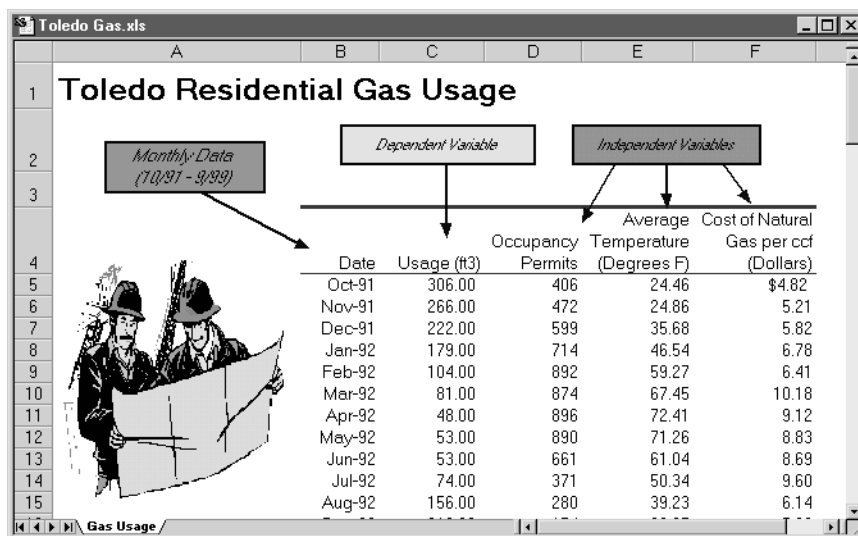 Toledo Gas.xls
A B C D E F
1 Toledo Residential Gas Usage
2 Monthly Data Dependent Variable Independent Variables
(10/91 - 9/99)
3
Average Cost of Natural
Occupancy Temperature Gas per ccf
4 Date Usage (ft3) Permits (Degrees F) (Dollars)
5 Oct-91 306.00 406 24.46 $4.82
6 Nov-91 266.00 472 24.86 5.21
7 Dec-91 222.00 599 35.68 5.82
8 Jan-92 179.00 714 46.54 6.78
9 Feb-92 104.00 892 59.27 6.41
10 Mar-92 81.00 874 67.45 10.18
11 Apr-92 48.00 896 72.41 9.12
12 May-92 53.00 890 71.26 8.83
13 Jun-92 53.00 661 61.04 8.69
14 Jul-92 74.00 371 50.34 9.60
15 Aug-92 156.00 280 39.23 6.14
Gas Usage